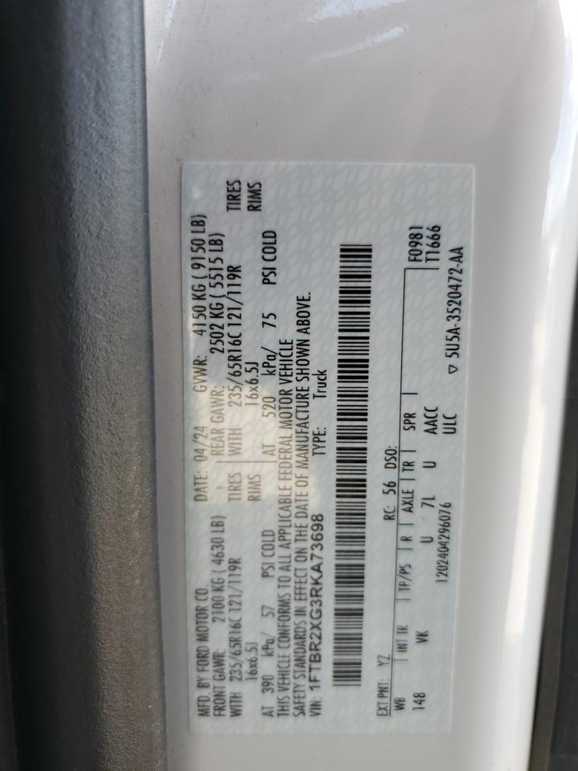 MFD. BY FORD MOTOR CO.
DATE: 04/24 GVWR: 4150 KG ( 9150 LB)
FRONT GAWR: 2100 KG ( 4630 LB) REAR GAWR: 2502 KG ( 5515 LB)
WITH 235/65R16C 121/119R TIRES WITH 235/65R16C 121/119R TIRES
16x6.5J RIMS 16x6.5J RIMS
AT 390 kPa/ 57 PSI COLD AT 520 kPa/ 75 PSI COLD
THIS VEHICLE CONFORMS TO ALL APPLICABLE FEDERAL MOTOR VEHICLE
SAFETY STANDARDS IN EFFECT ON THE DATE OF MANUFACTURE SHOWN ABOVE.
VIN: 1FTBR2XG3RKA73698 TYPE: Truck
EXT PNT: YZ RC: 56 DSO: F0981
WB INT TR TP/PS R AXLE TR SPR T1666
148 VK U 7L U AACC
ULC
1202404296076
▽ 5U5A-3520472-AA